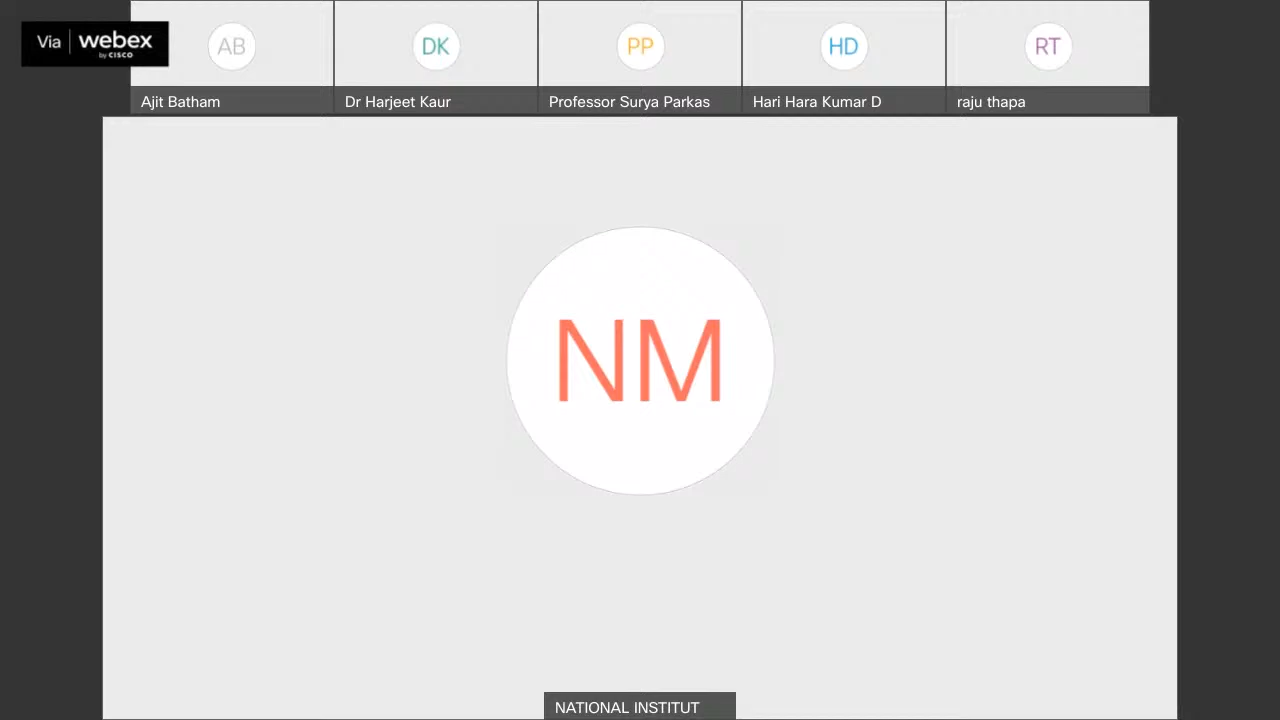 Via webex
by CISCO
AB DK PP HD RT
Ajit Batham Dr Harjeet Kaur Professor Surya Parkas Hari Hara Kumar D raju thapa
NM
NATIONAL INSTITUT